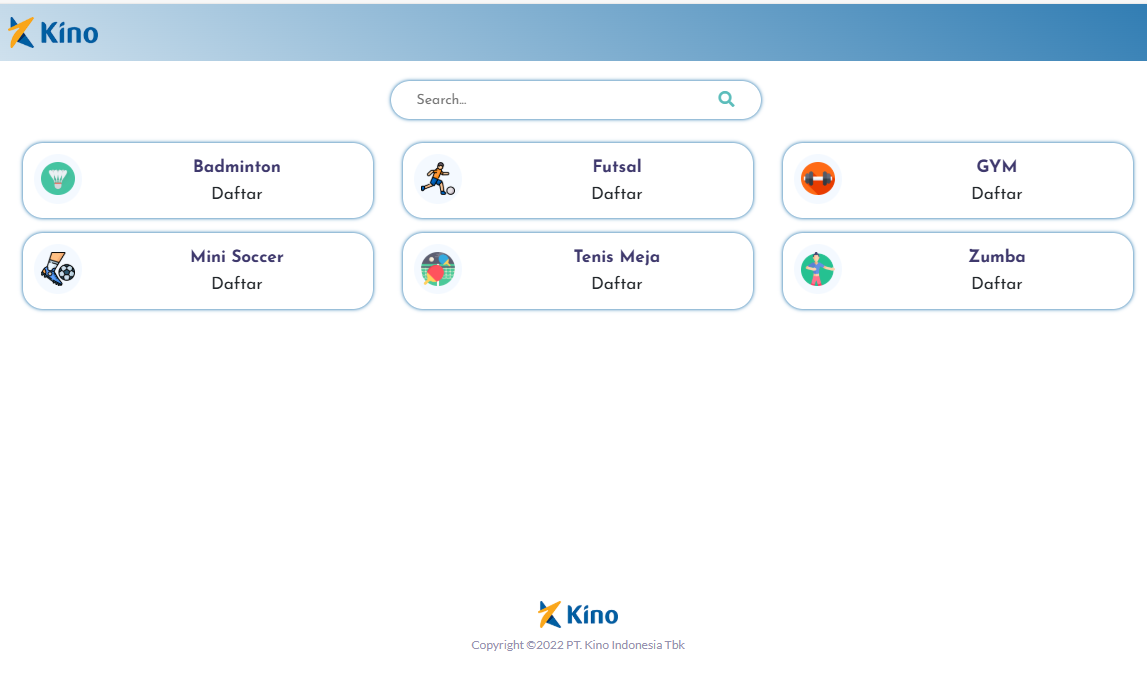 Kino
Search...
Badminton
Daftar
Futsal
Daftar
GYM
Daftar
Mini Soccer
Daftar
Tenis Meja
Daftar
Zumba
Daftar
Kino
Copyright ©2022 PT. Kino Indonesia Tbk